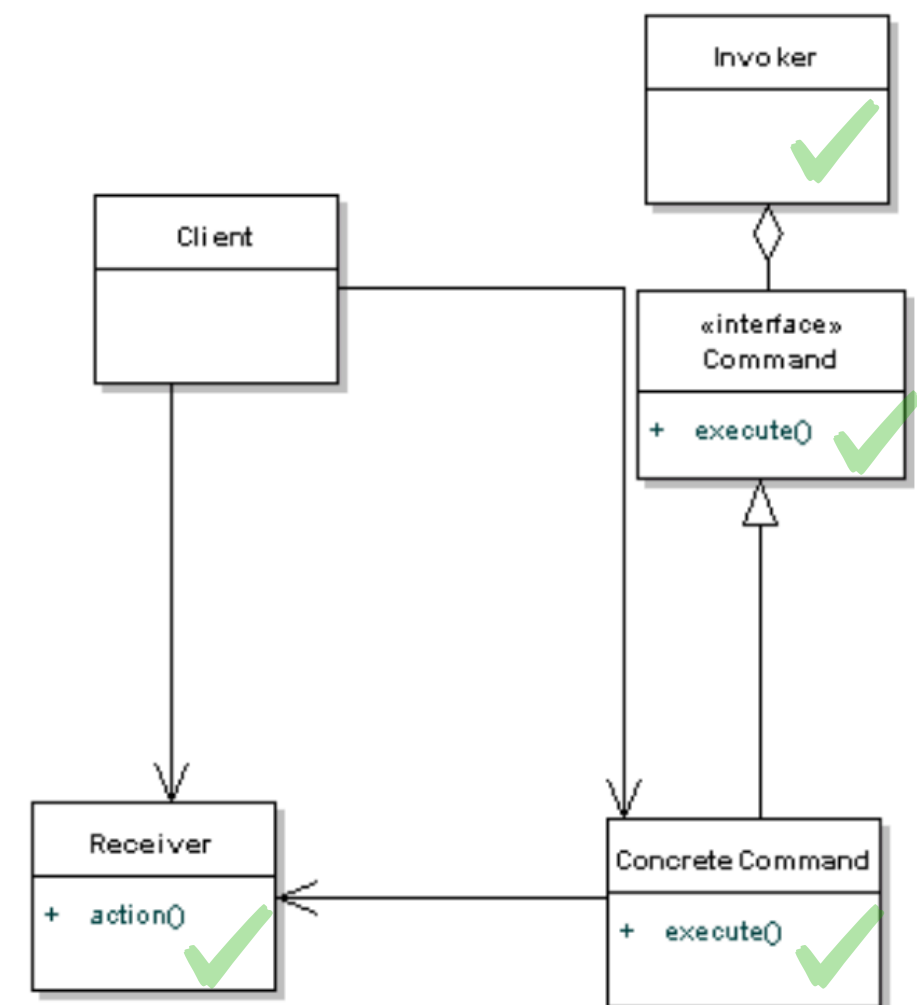 Invoker
Client
«interface»
Command
+ execute()
Receiver
+ action()
Concrete Command
+ execute()